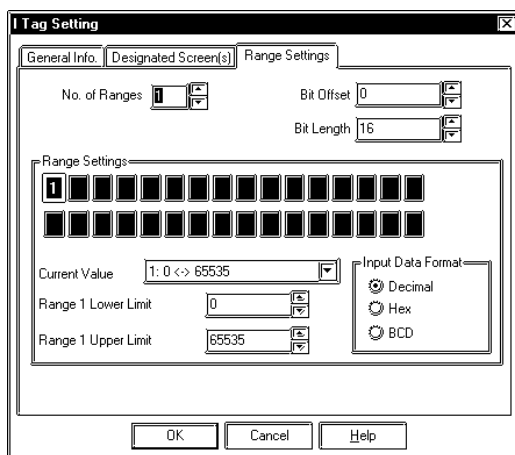 I Tag Setting
General Info. Designated Screen(s) Range Settings
No. of Ranges 1 Bit Offset 0
Bit Length 16
Range Settings
1
Current Value 1: 0 <-> 65535 Input Data Format
Decimal
Range 1 Lower Limit 0 Hex
Range 1 Upper Limit 65535 BCD
OK Cancel Help